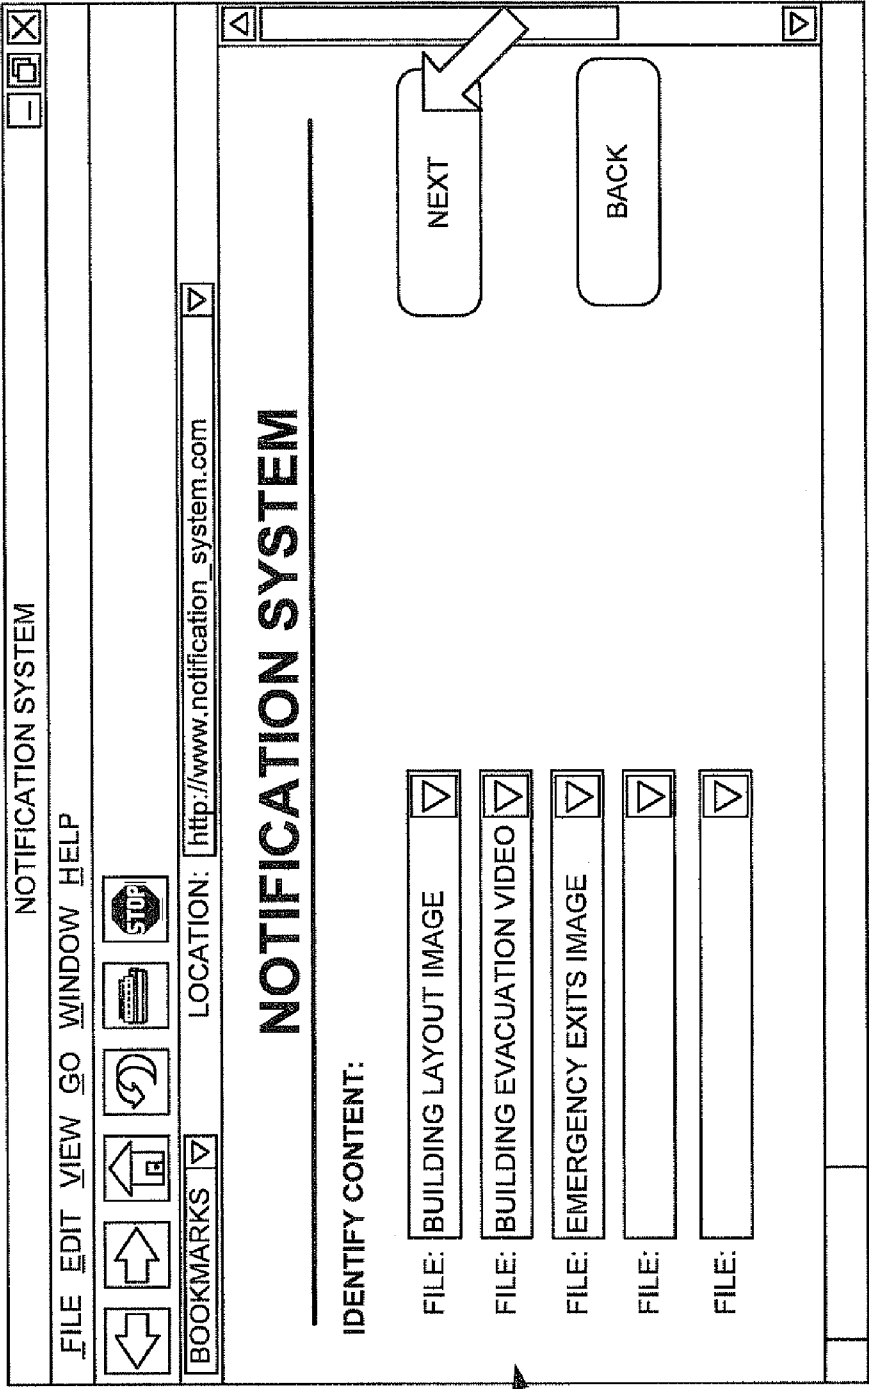 NOTIFICATION SYSTEM
FILE EDIT VIEW GO WINDOW HELP
STOP
BOOKMARKS LOCATION: http://www.notification_system.com
NOTIFICATION SYSTEM
IDENTIFY CONTENT:
FILE: BUILDING LAYOUT IMAGE
NEXT
FILE: BUILDING EVACUATION VIDEO
FILE: EMERGENCY EXITS IMAGE
BACK
FILE:
FILE: